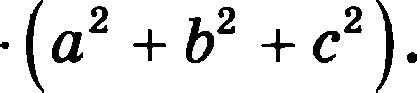 ·(a² + b² + c²).